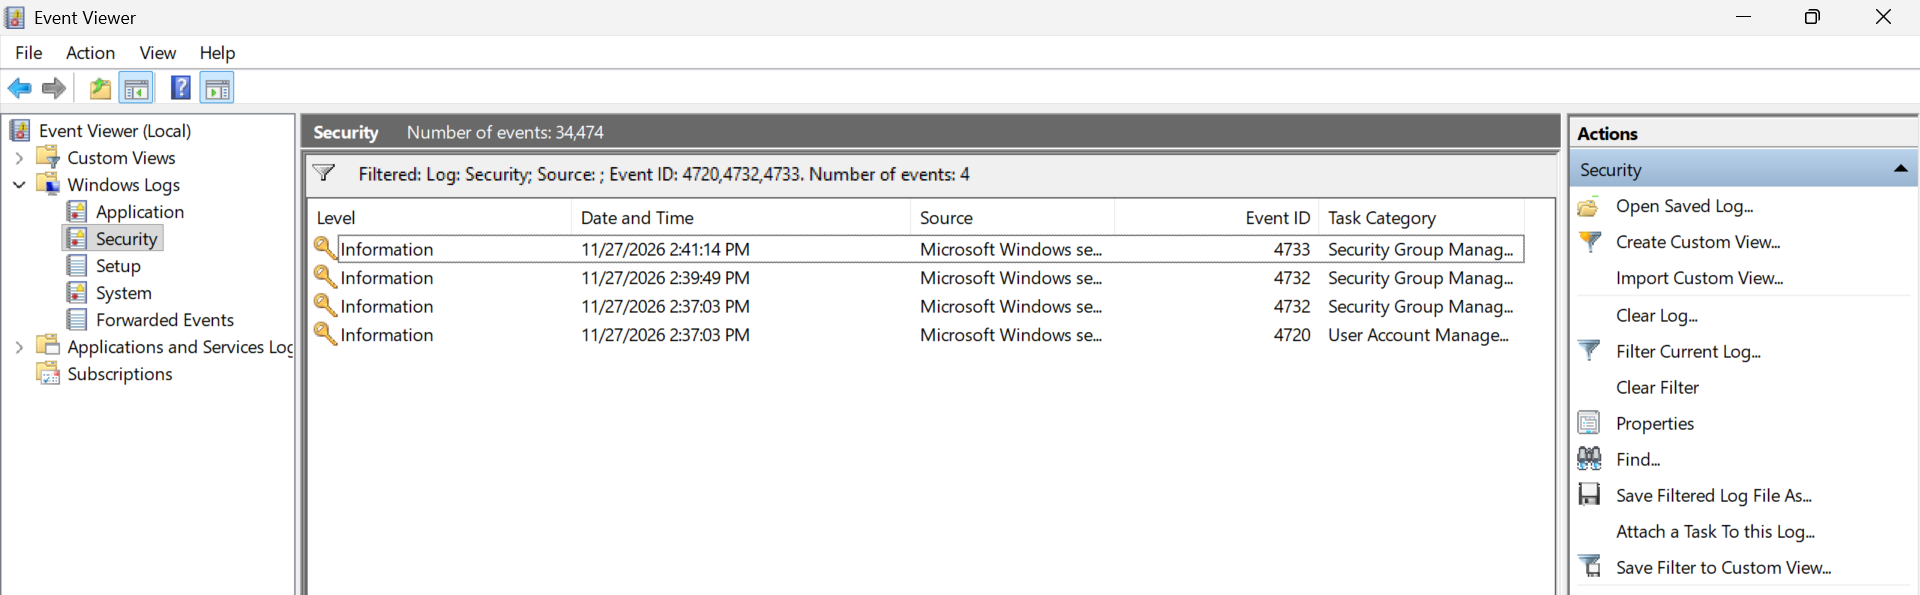 Event Viewer
File Action View Help
Event Viewer (Local)
Custom Views
Windows Logs
Application
Security
Setup
System
Forwarded Events
Applications and Services Log
Subscriptions
Security Number of events: 34,474
Filtered: Log: Security; Source: ; Event ID: 4720,4732,4733. Number of events: 4
Level Date and Time Source Event ID Task Category
Information 11/27/2026 2:41:14 PM Microsoft Windows se... 4733 Security Group Manag...
Information 11/27/2026 2:39:49 PM Microsoft Windows se... 4732 Security Group Manag...
Information 11/27/2026 2:37:03 PM Microsoft Windows se... 4732 Security Group Manag...
Information 11/27/2026 2:37:03 PM Microsoft Windows se... 4720 User Account Manage...
Actions
Security
Open Saved Log...
Create Custom View...
Import Custom View...
Clear Log...
Filter Current Log...
Clear Filter
Properties
Find...
Save Filtered Log File As...
Attach a Task To this Log...
Save Filter to Custom View...